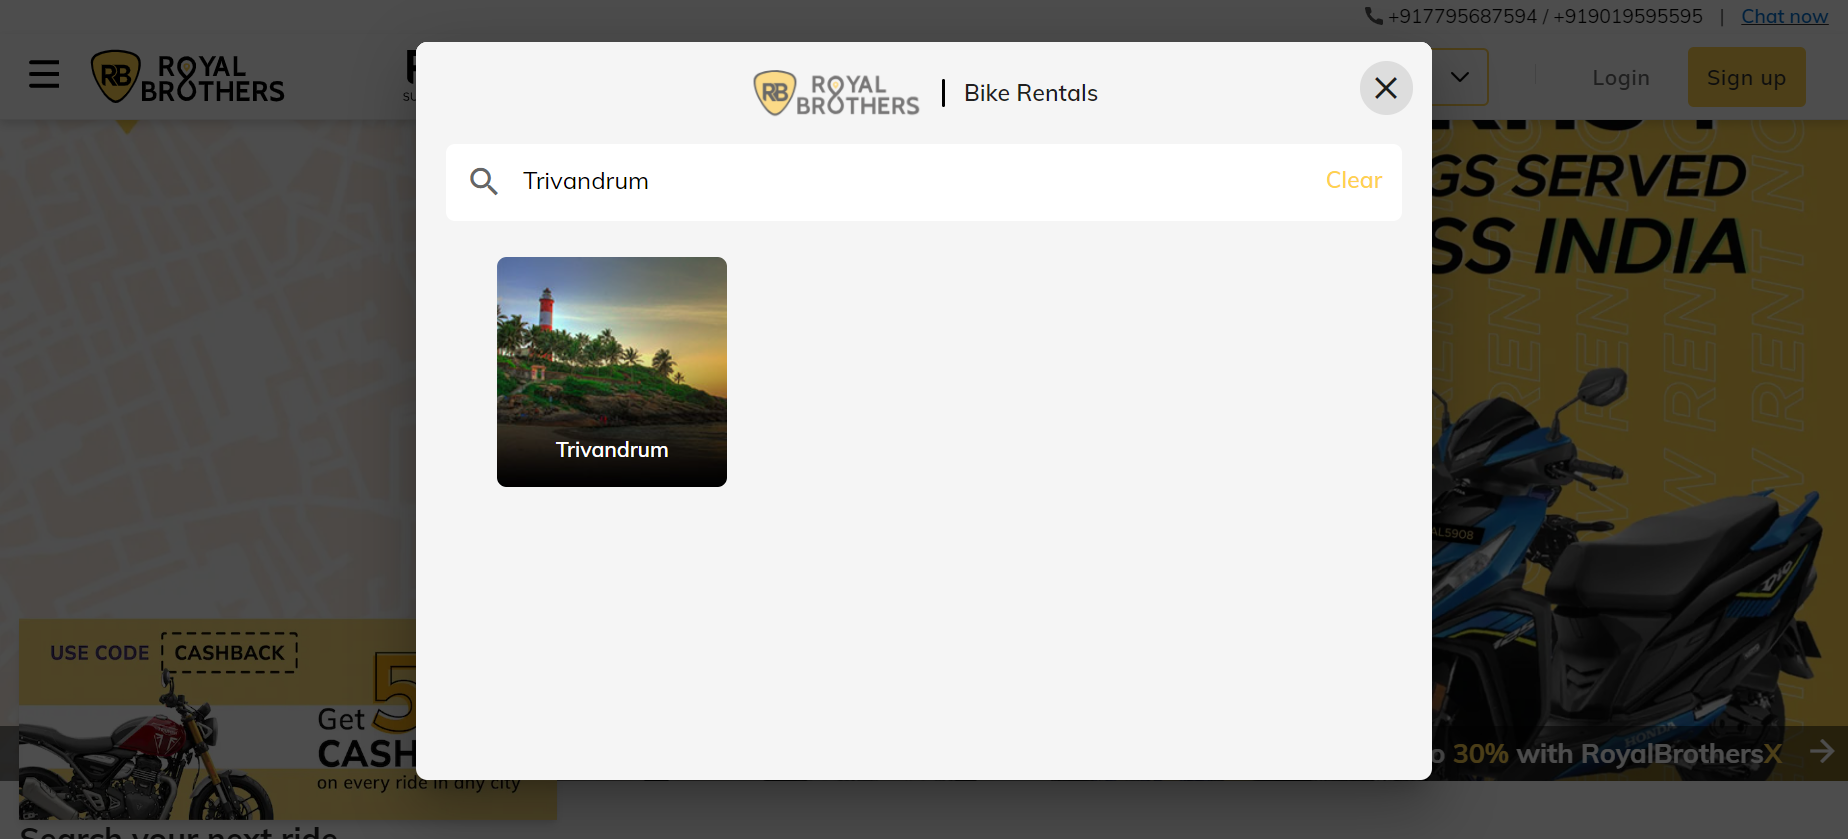 +917795687594 / +919019595595 | Chat now
RB ROYAL BROTHERS
Login
Sign up
RB ROYAL BROTHERS | Bike Rentals
Trivandrum
Clear
Trivandrum
GS SERVED
SS INDIA
USE CODE CASHBACK
Get 5
CASH
on every ride in any city
30% with RoyalBrothersX
HONDA
DIO
Search your next ride